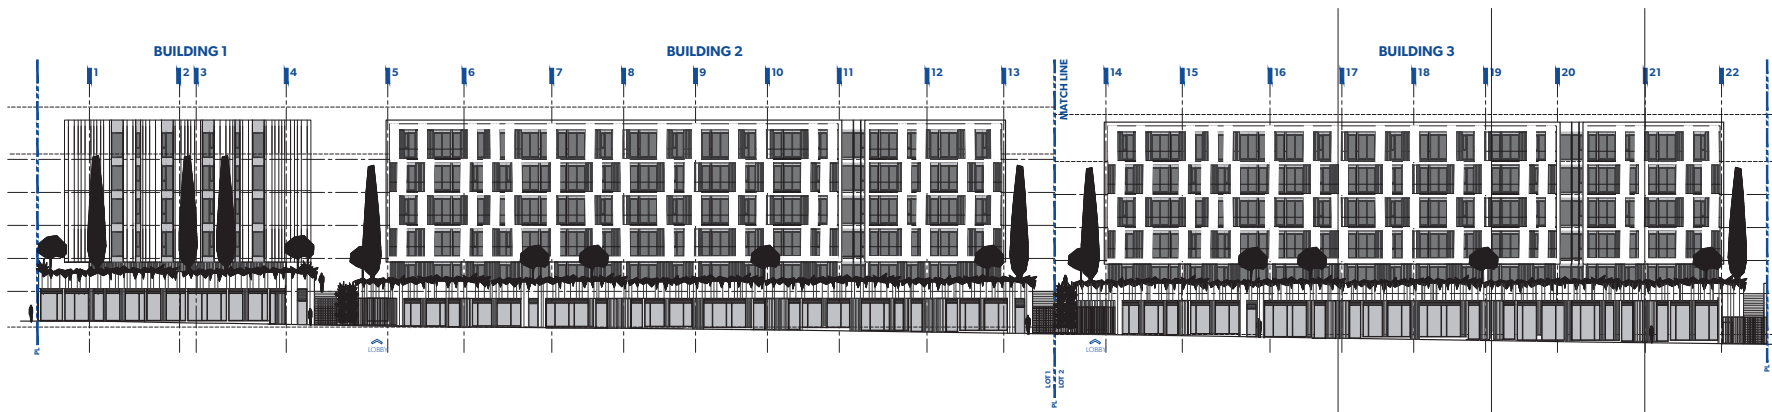 BUILDING 1
BUILDING 2
BUILDING 3
1 2 3 4 5 6 7 8 9 10 11 12 13 MATCH LINE 14 15 16 17 18 19 20 21 22
LOBBY
LOBBY
PL
LOT 1
LOT 2
PL
PL